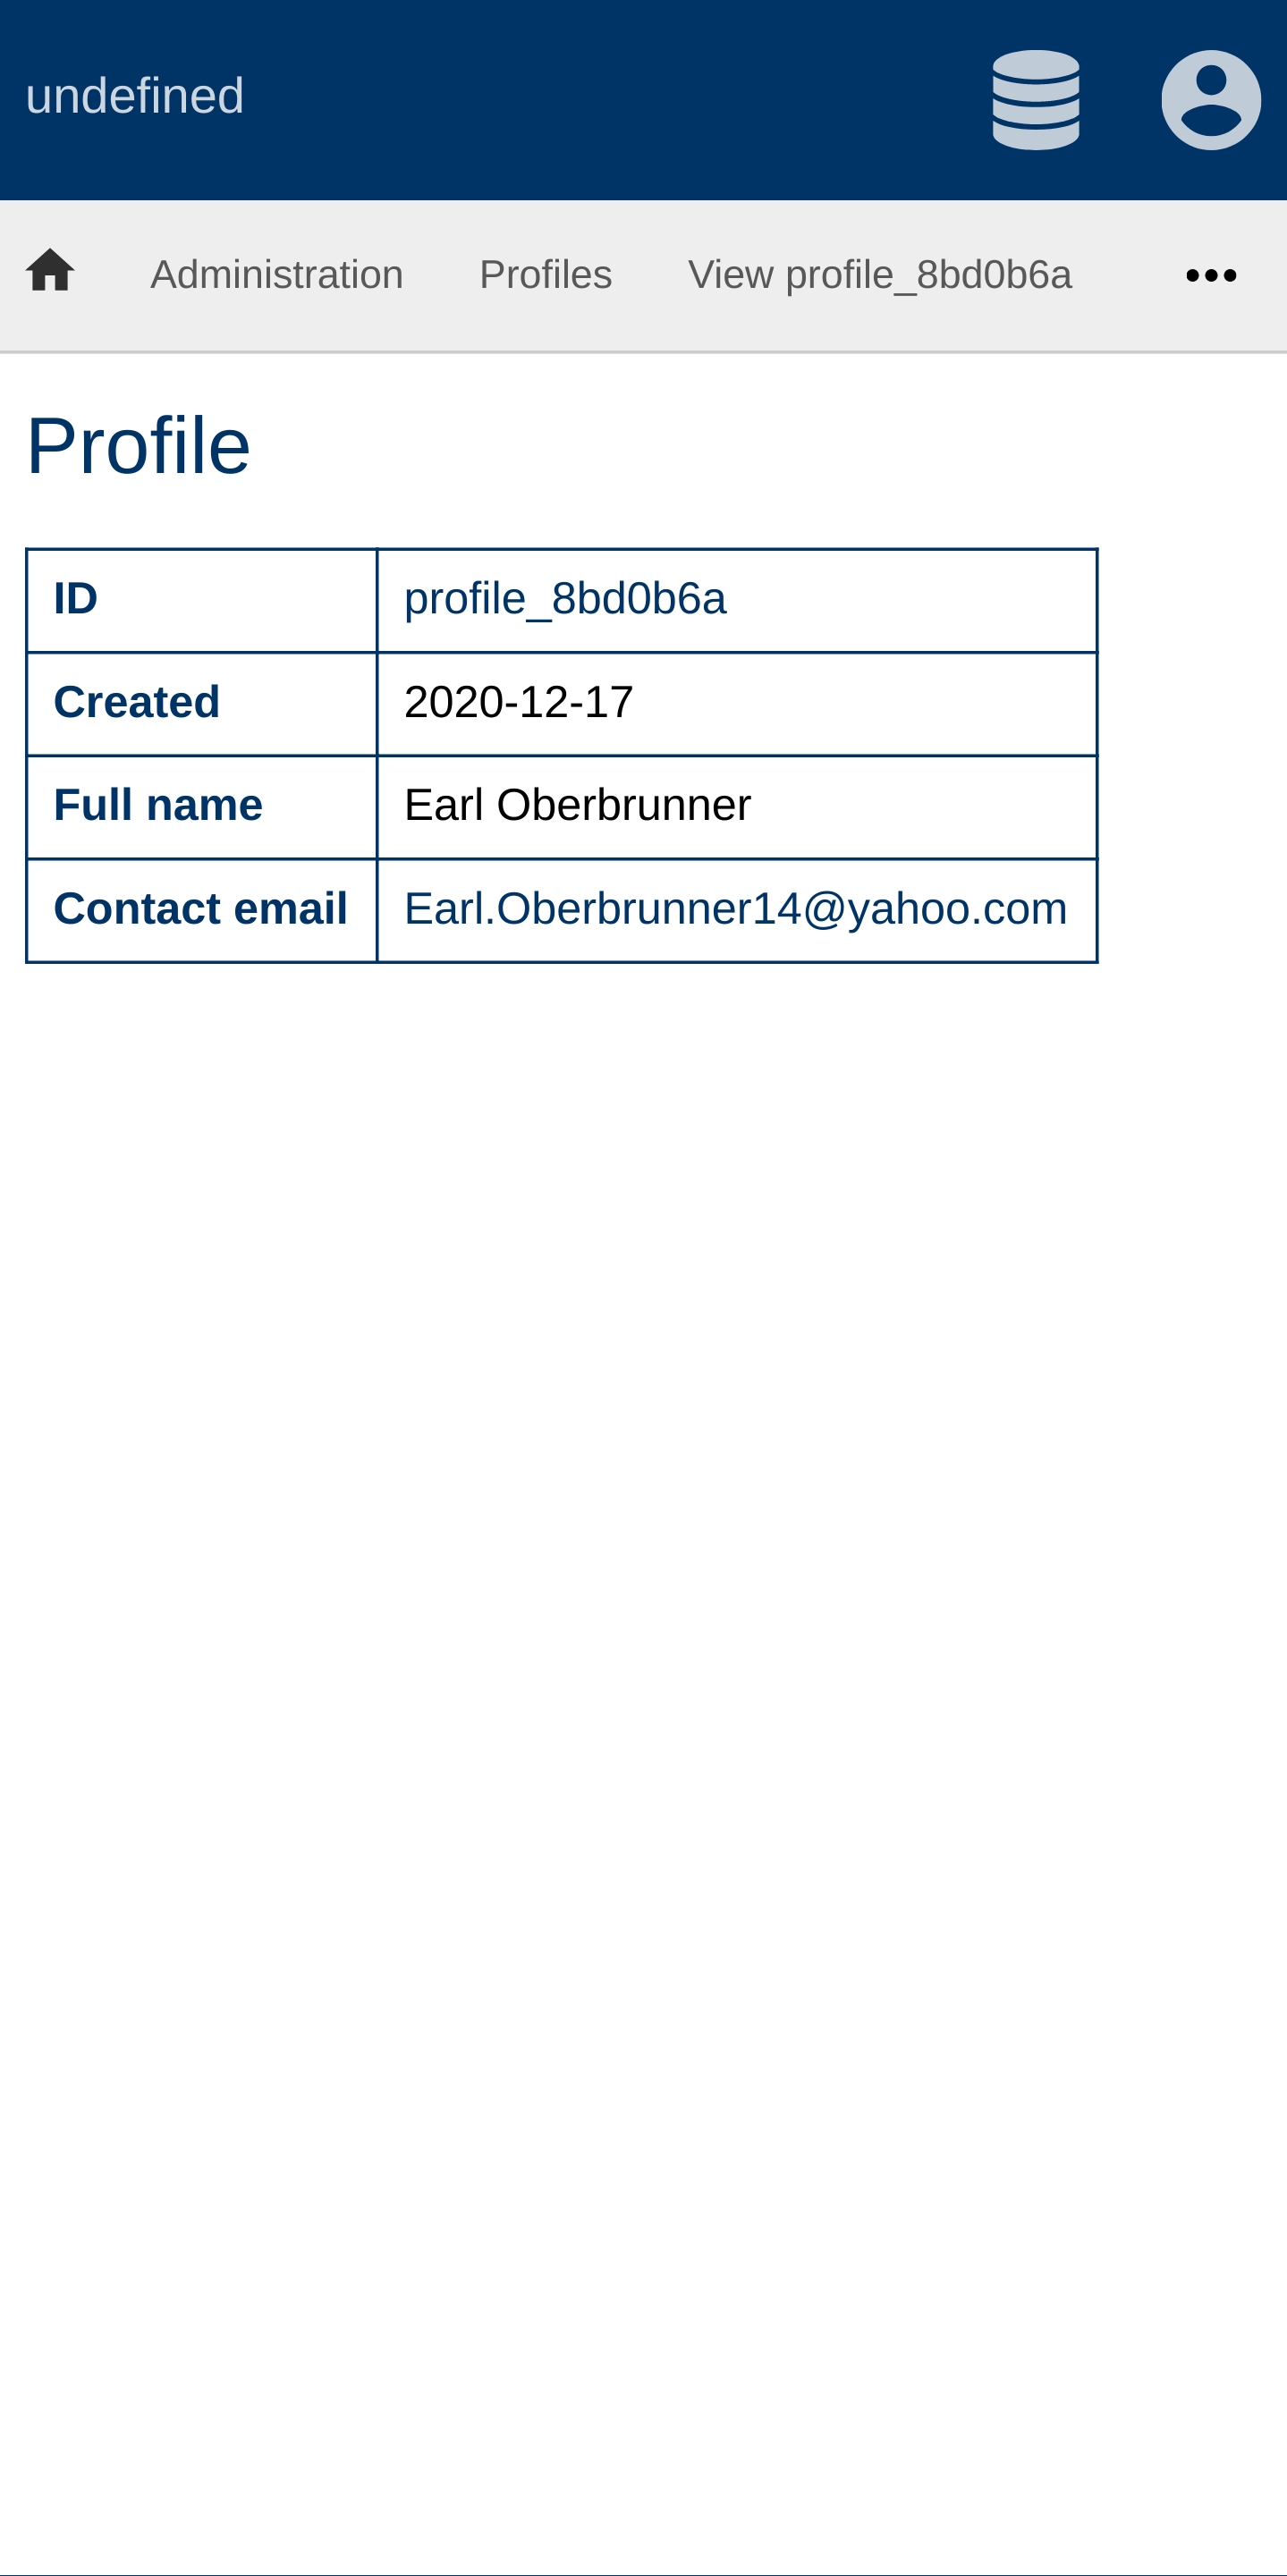 undefined
Administration Profiles View profile_8bd0b6a •••
Profile
ID profile_8bd0b6a
Created 2020-12-17
Full name Earl Oberbrunner
Contact email Earl.Oberbrunner14@yahoo.com